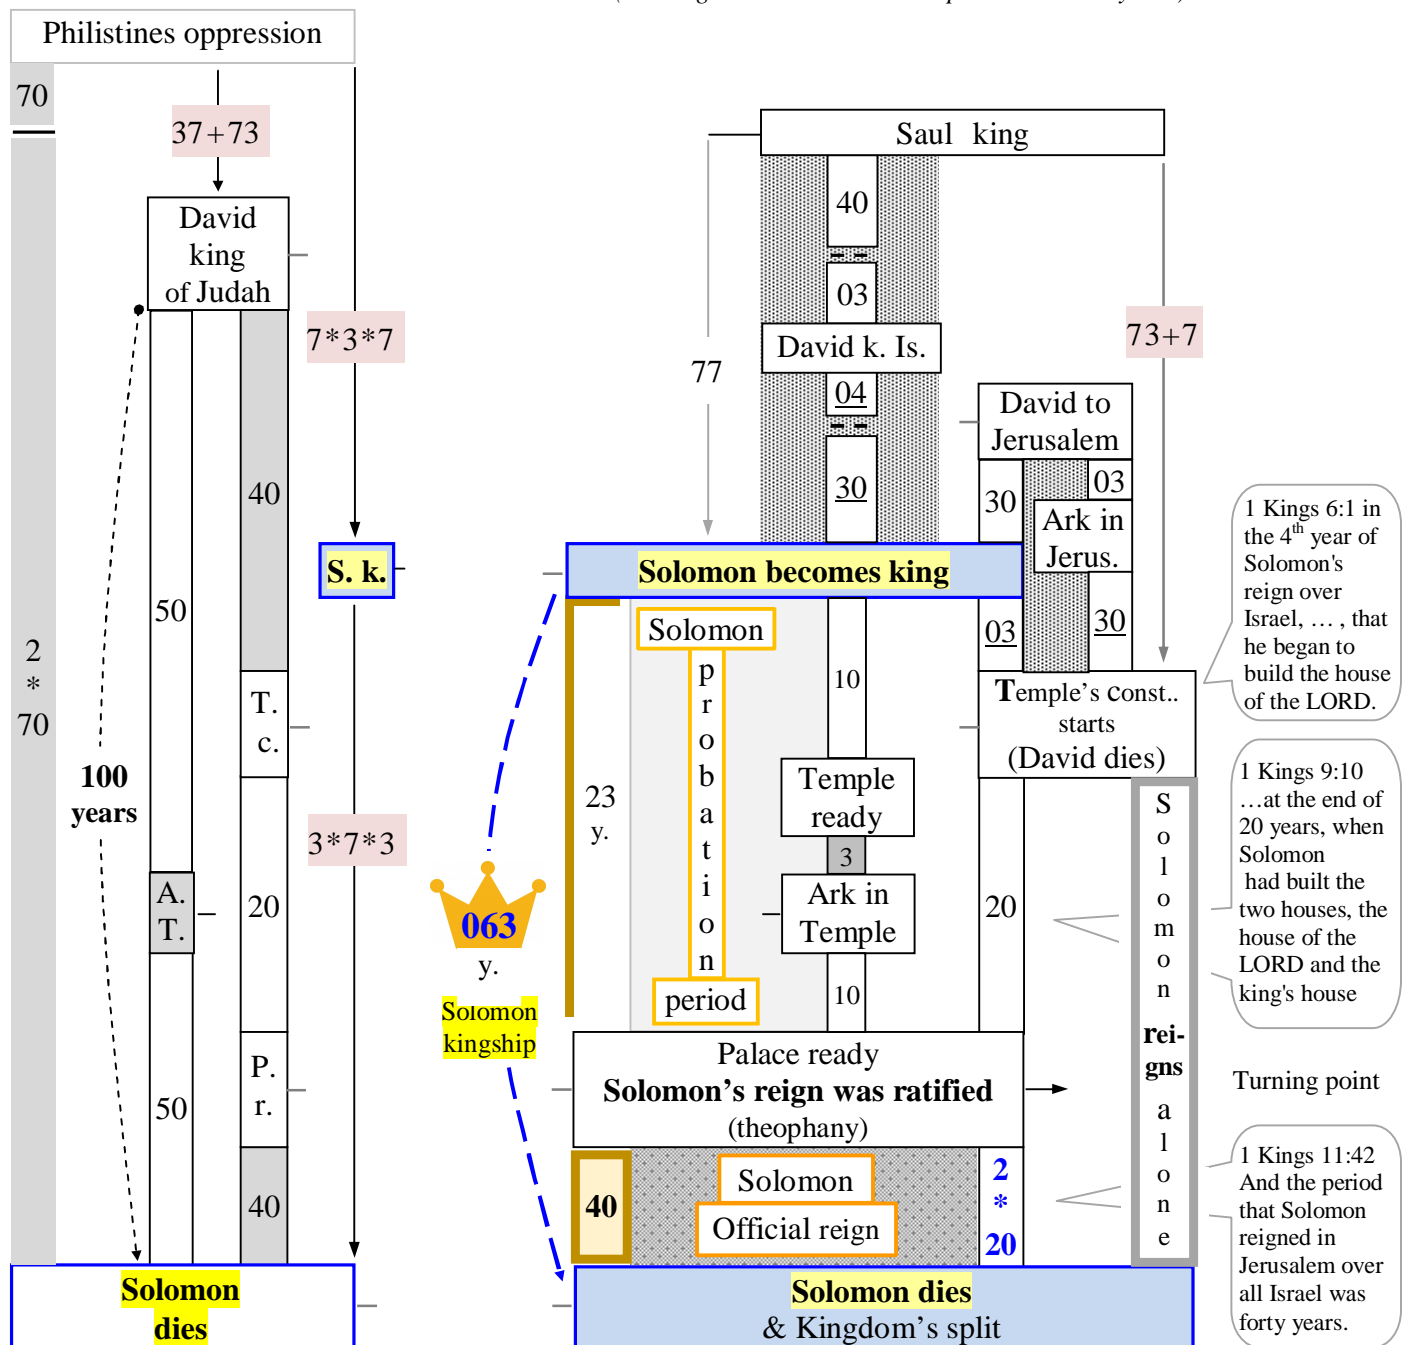 Philistines oppression
70
37+73
David
king
of Judah
7*3*7
40
S. k.
50
2
*
70
T.
c.
100
years
3*7*3
A.
T.
20
P.
r.
50
40
Solomon
dies
Saul king
40
03
David k. Is.
04
30
77
73+7
David to
Jerusalem
30
03
Ark in
Jerus.
03
30
Solomon becomes king
Solomon
p
r
o
b
a
t
i
o
n
period
23
y.
10
Temple
ready
3
Ark in
Temple
10
Temple's const..
starts
(David dies)
20
063
y.
Solomon
kingship
Palace ready
Solomon's reign was ratified
(theophany)
40
Solomon
Official reign
2
*
20
S
o
l
o
m
o
n
rei-
gns
a
l
o
n
e
Solomon dies
& Kingdom's split
1 Kings 6:1 in
the 4th year of
Solomon's
reign over
Israel, … , that
he began to
build the house
of the LORD.
1 Kings 9:10
…at the end of
20 years, when
Solomon
had built the
two houses, the
house of the
LORD and the
king's house
Turning point
1 Kings 11:42
And the period
that Solomon
reigned in
Jerusalem over
all Israel was
forty years.